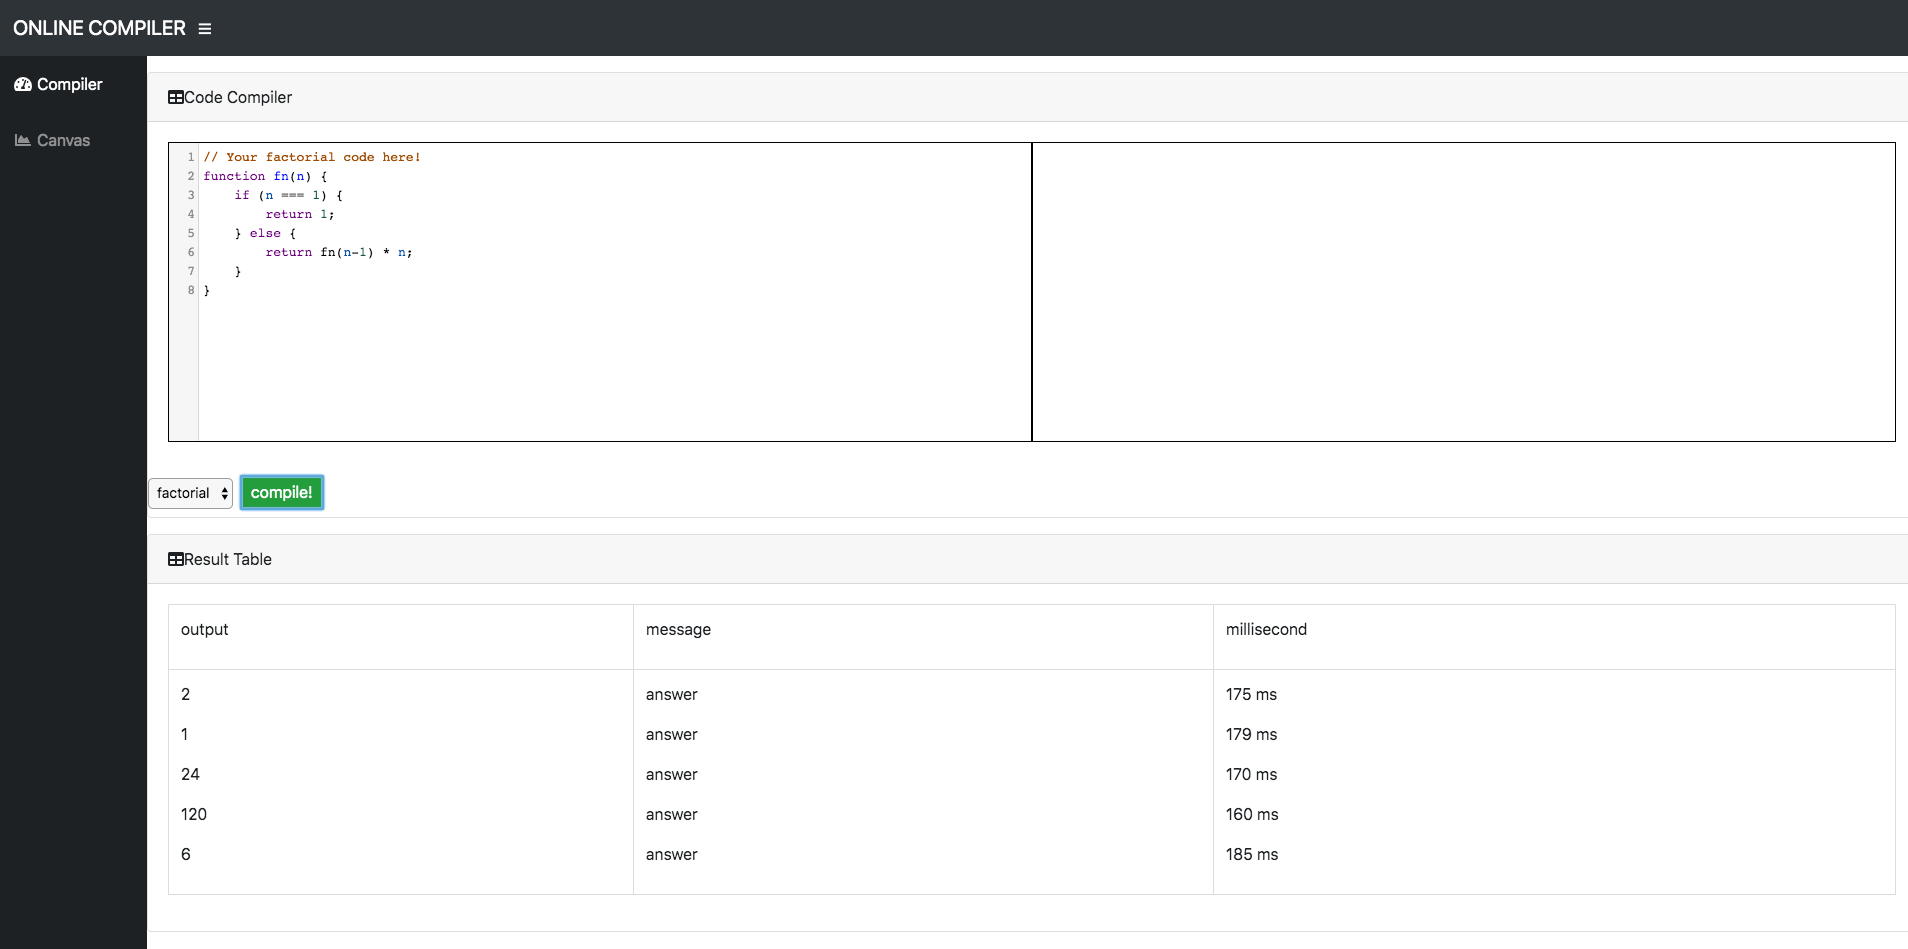 ONLINE COMPILER
Compiler
Canvas
Code Compiler
1 // Your factorial code here!
2 function fn(n) {
3     if (n === 1) {
4         return 1;
5     } else {
6         return fn(n-1) * n;
7     }
8 }
factorial compile!
Result Table
output message millisecond
2 answer 175 ms
1 answer 179 ms
24 answer 170 ms
120 answer 160 ms
6 answer 185 ms